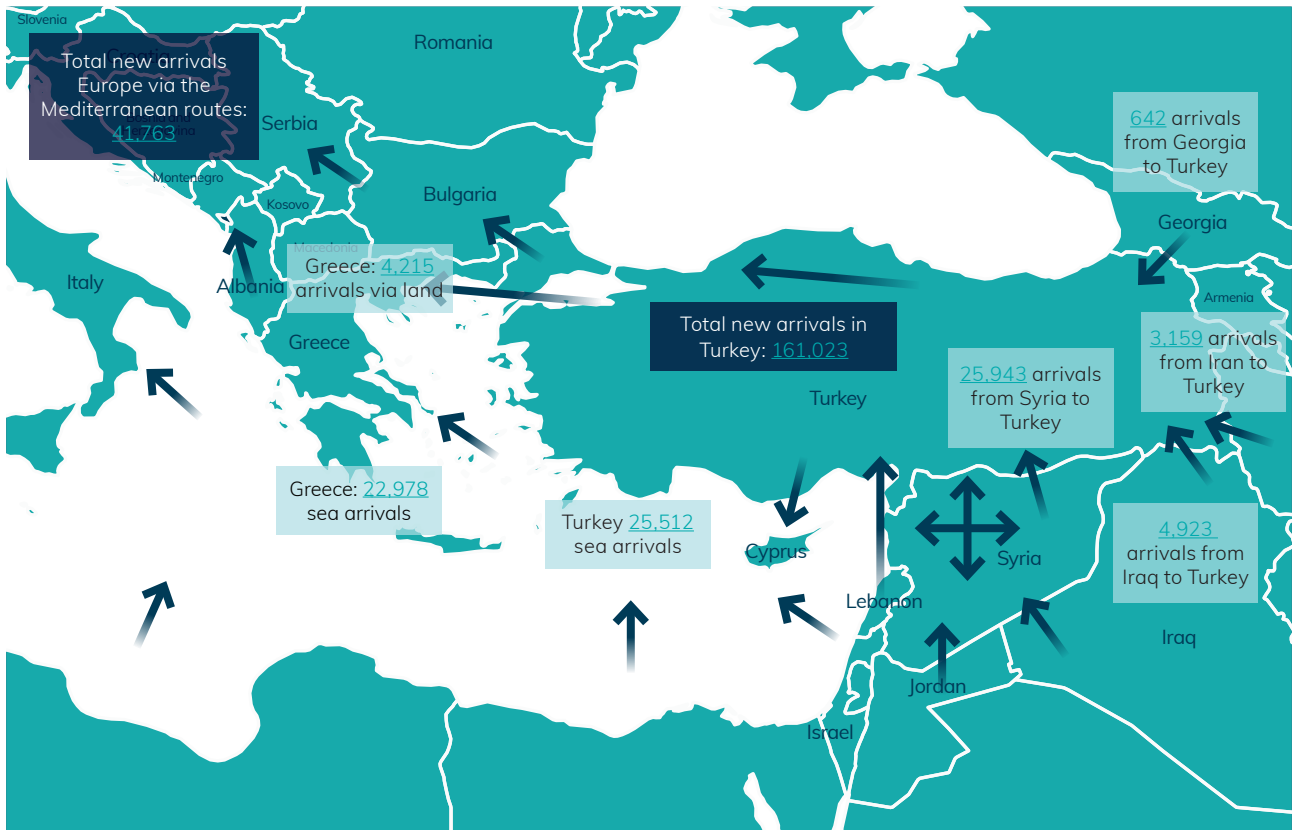 Slovenia
Croatia
Total new arrivals
Europe via the
Mediterranean routes:
41,763
Romania
Serbia
Montenegro
Kosovo
Bulgaria
642 arrivals
from Georgia
to Turkey
Georgia
Macedonia
Greece: 4,215
arrivals via land
Italy
Albania
Greece
Armenia
Total new arrivals in
Turkey: 161,023
3,159 arrivals
from Iran to
Turkey
25,943 arrivals
from Syria to
Turkey
Turkey
Greece: 22,978
sea arrivals
Turkey 25,512
sea arrivals
Cyprus
Syria
4,923
arrivals from
Iraq to Turkey
Lebanon
Iraq
Jordan
Israel